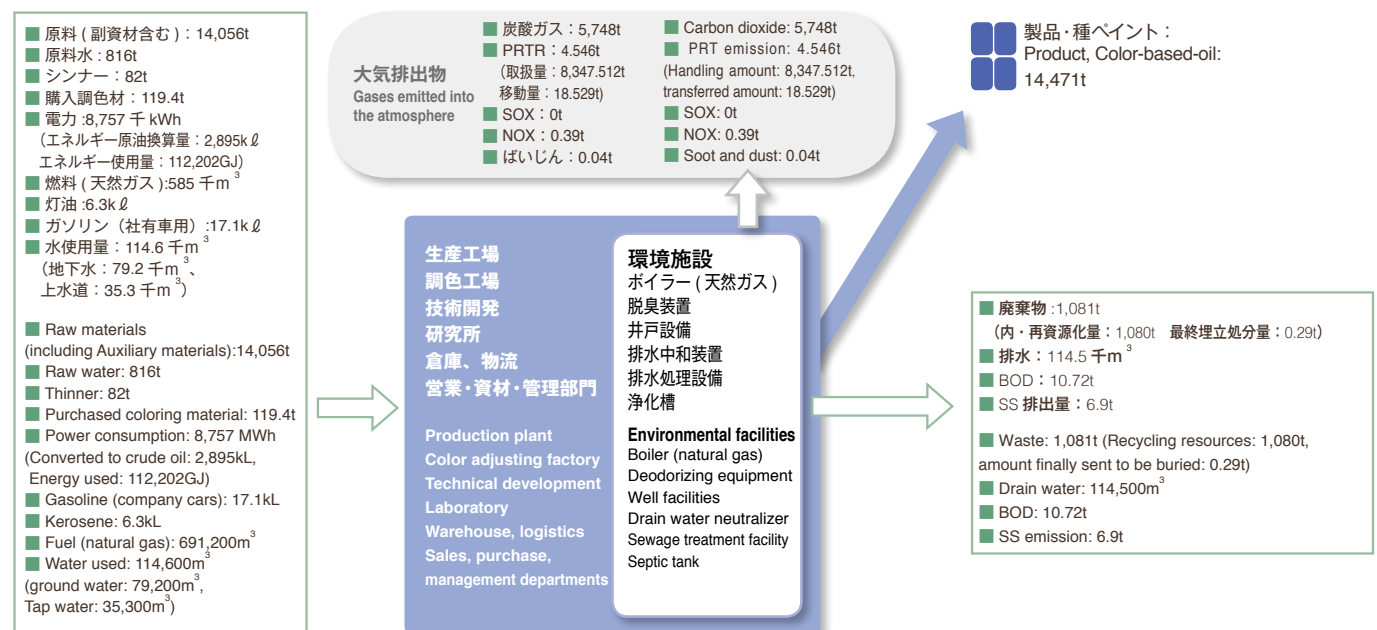 ■ 原料 ( 副資材含む ) : 14,056t
■ 原料水 : 816t
■ シンナー : 82t
■ 購入調色材 : 119.4t
■ 電力 :8,757 千 kWh
（エネルギー原油換算量：2,895kℓ
エネルギー使用量：112,202GJ）
■ 燃料 ( 天然ガス ):585 千m³
■ 灯油 :6.3kℓ
■ ガソリン（社有車用）:17.1kℓ
■ 水使用量：114.6 千m³
（地下水：79.2 千m³、
上水道：35.3 千m³）
■ Raw materials
(including Auxiliary materials):14,056t
■ Raw water: 816t
■ Thinner: 82t
■ Purchased coloring material: 119.4t
■ Power consumption: 8,757 MWh
(Converted to crude oil: 2,895kL,
Energy used: 112,202GJ)
■ Gasoline (company cars): 17.1kL
■ Kerosene: 6.3kL
■ Fuel (natural gas): 691,200m³
■ Water used: 114,600m³
(ground water: 79,200m³,
Tap water: 35,300m³)
大気排出物
Gases emitted into
the atmosphere
■ 炭酸ガス：5,748t
■ PRTR：4.546t
（取扱量：8,347.512t
移動量：18.529t）
■ SOX：0t
■ NOX：0.39t
■ ばいじん：0.04t
■ Carbon dioxide: 5,748t
■ PRT emission: 4.546t
(Handling amount: 8,347.512t,
transferred amount: 18.529t)
■ SOX: 0t
■ NOX: 0.39t
■ Soot and dust: 0.04t
製品・種ペイント：
Product, Color-based-oil:
14,471t
生産工場
調色工場
技術開発
研究所
倉庫、物流
営業・資材・管理部門
Production plant
Color adjusting factory
Technical development
Laboratory
Warehouse, logistics
Sales, purchase,
management departments
環境施設
ボイラー ( 天然ガス )
脱臭装置
井戸設備
排水中和装置
排水処理設備
浄化槽
Environmental facilities
Boiler (natural gas)
Deodorizing equipment
Well facilities
Drain water neutralizer
Sewage treatment facility
Septic tank
■ 廃棄物 :1,081t
（内・再資源化量：1,080t　最終埋立処分量：0.29t）
■ 排水：114.5 千m³
■ BOD：10.72t
■ SS 排出量：6.9t
■ Waste: 1,081t (Recycling resources: 1,080t,
amount finally sent to be buried: 0.29t)
■ Drain water: 114,500m³
■ BOD: 10.72t
■ SS emission: 6.9t